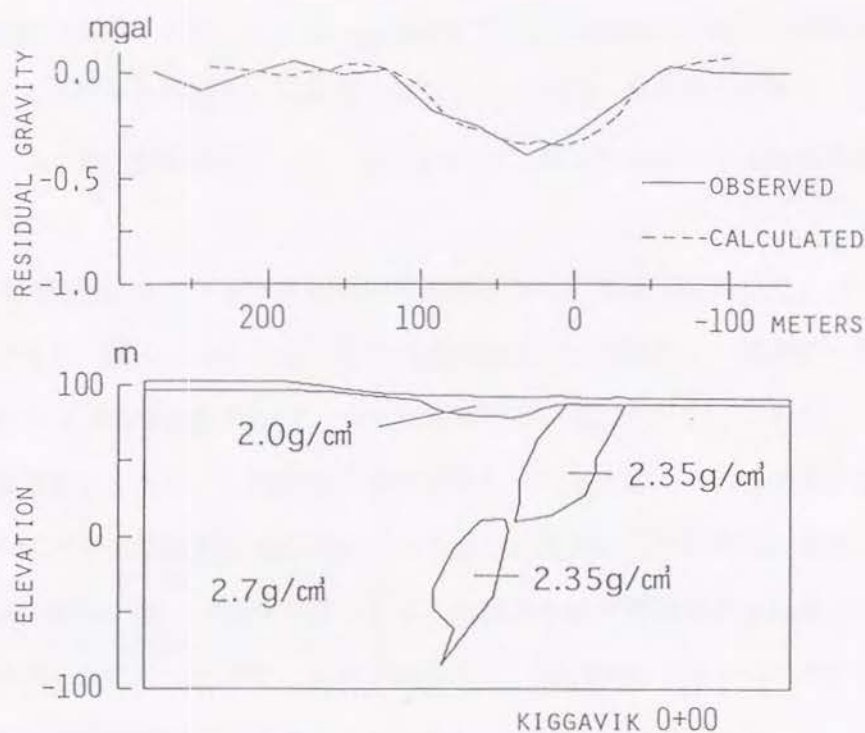 mgal
0.0
-0.5
-1.0
RESIDUAL GRAVITY
OBSERVED
CALCULATED
200 100 0 -100 METERS
m
100
0
-100
ELEVATION
2.0g/cm³
2.35g/cm³
2.35g/cm³
2.7g/cm³
KIGGAVIK 0+00